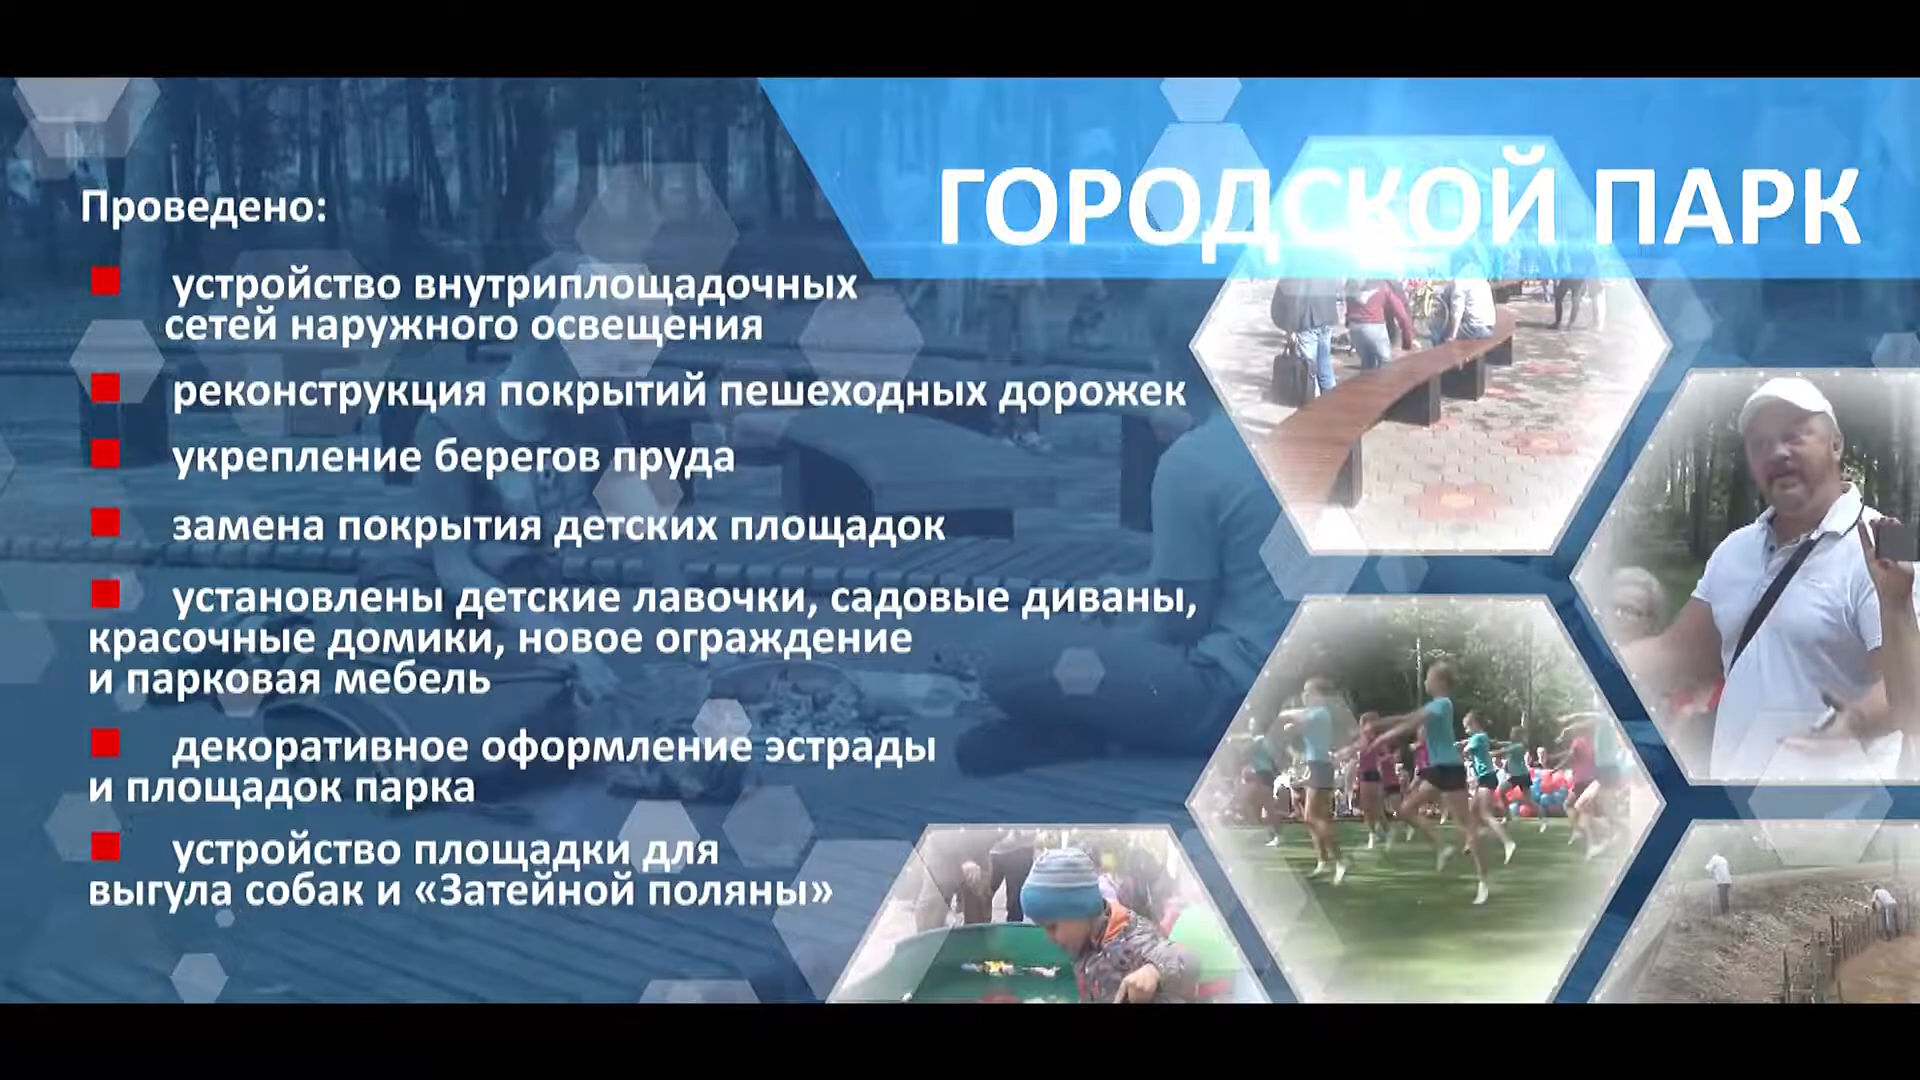 ГОРОДСКОЙ ПАРК
Проведено:
устройство внутриплощадочных
сетей наружного освещения
реконструкция покрытий пешеходных дорожек
укрепление берегов пруда
замена покрытия детских площадок
установлены детские лавочки, садовые диваны,
красочные домики, новое ограждение
и парковая мебель
декоративное оформление эстрады
и площадок парка
устройство площадки для
выгула собак и «Затейной поляны»